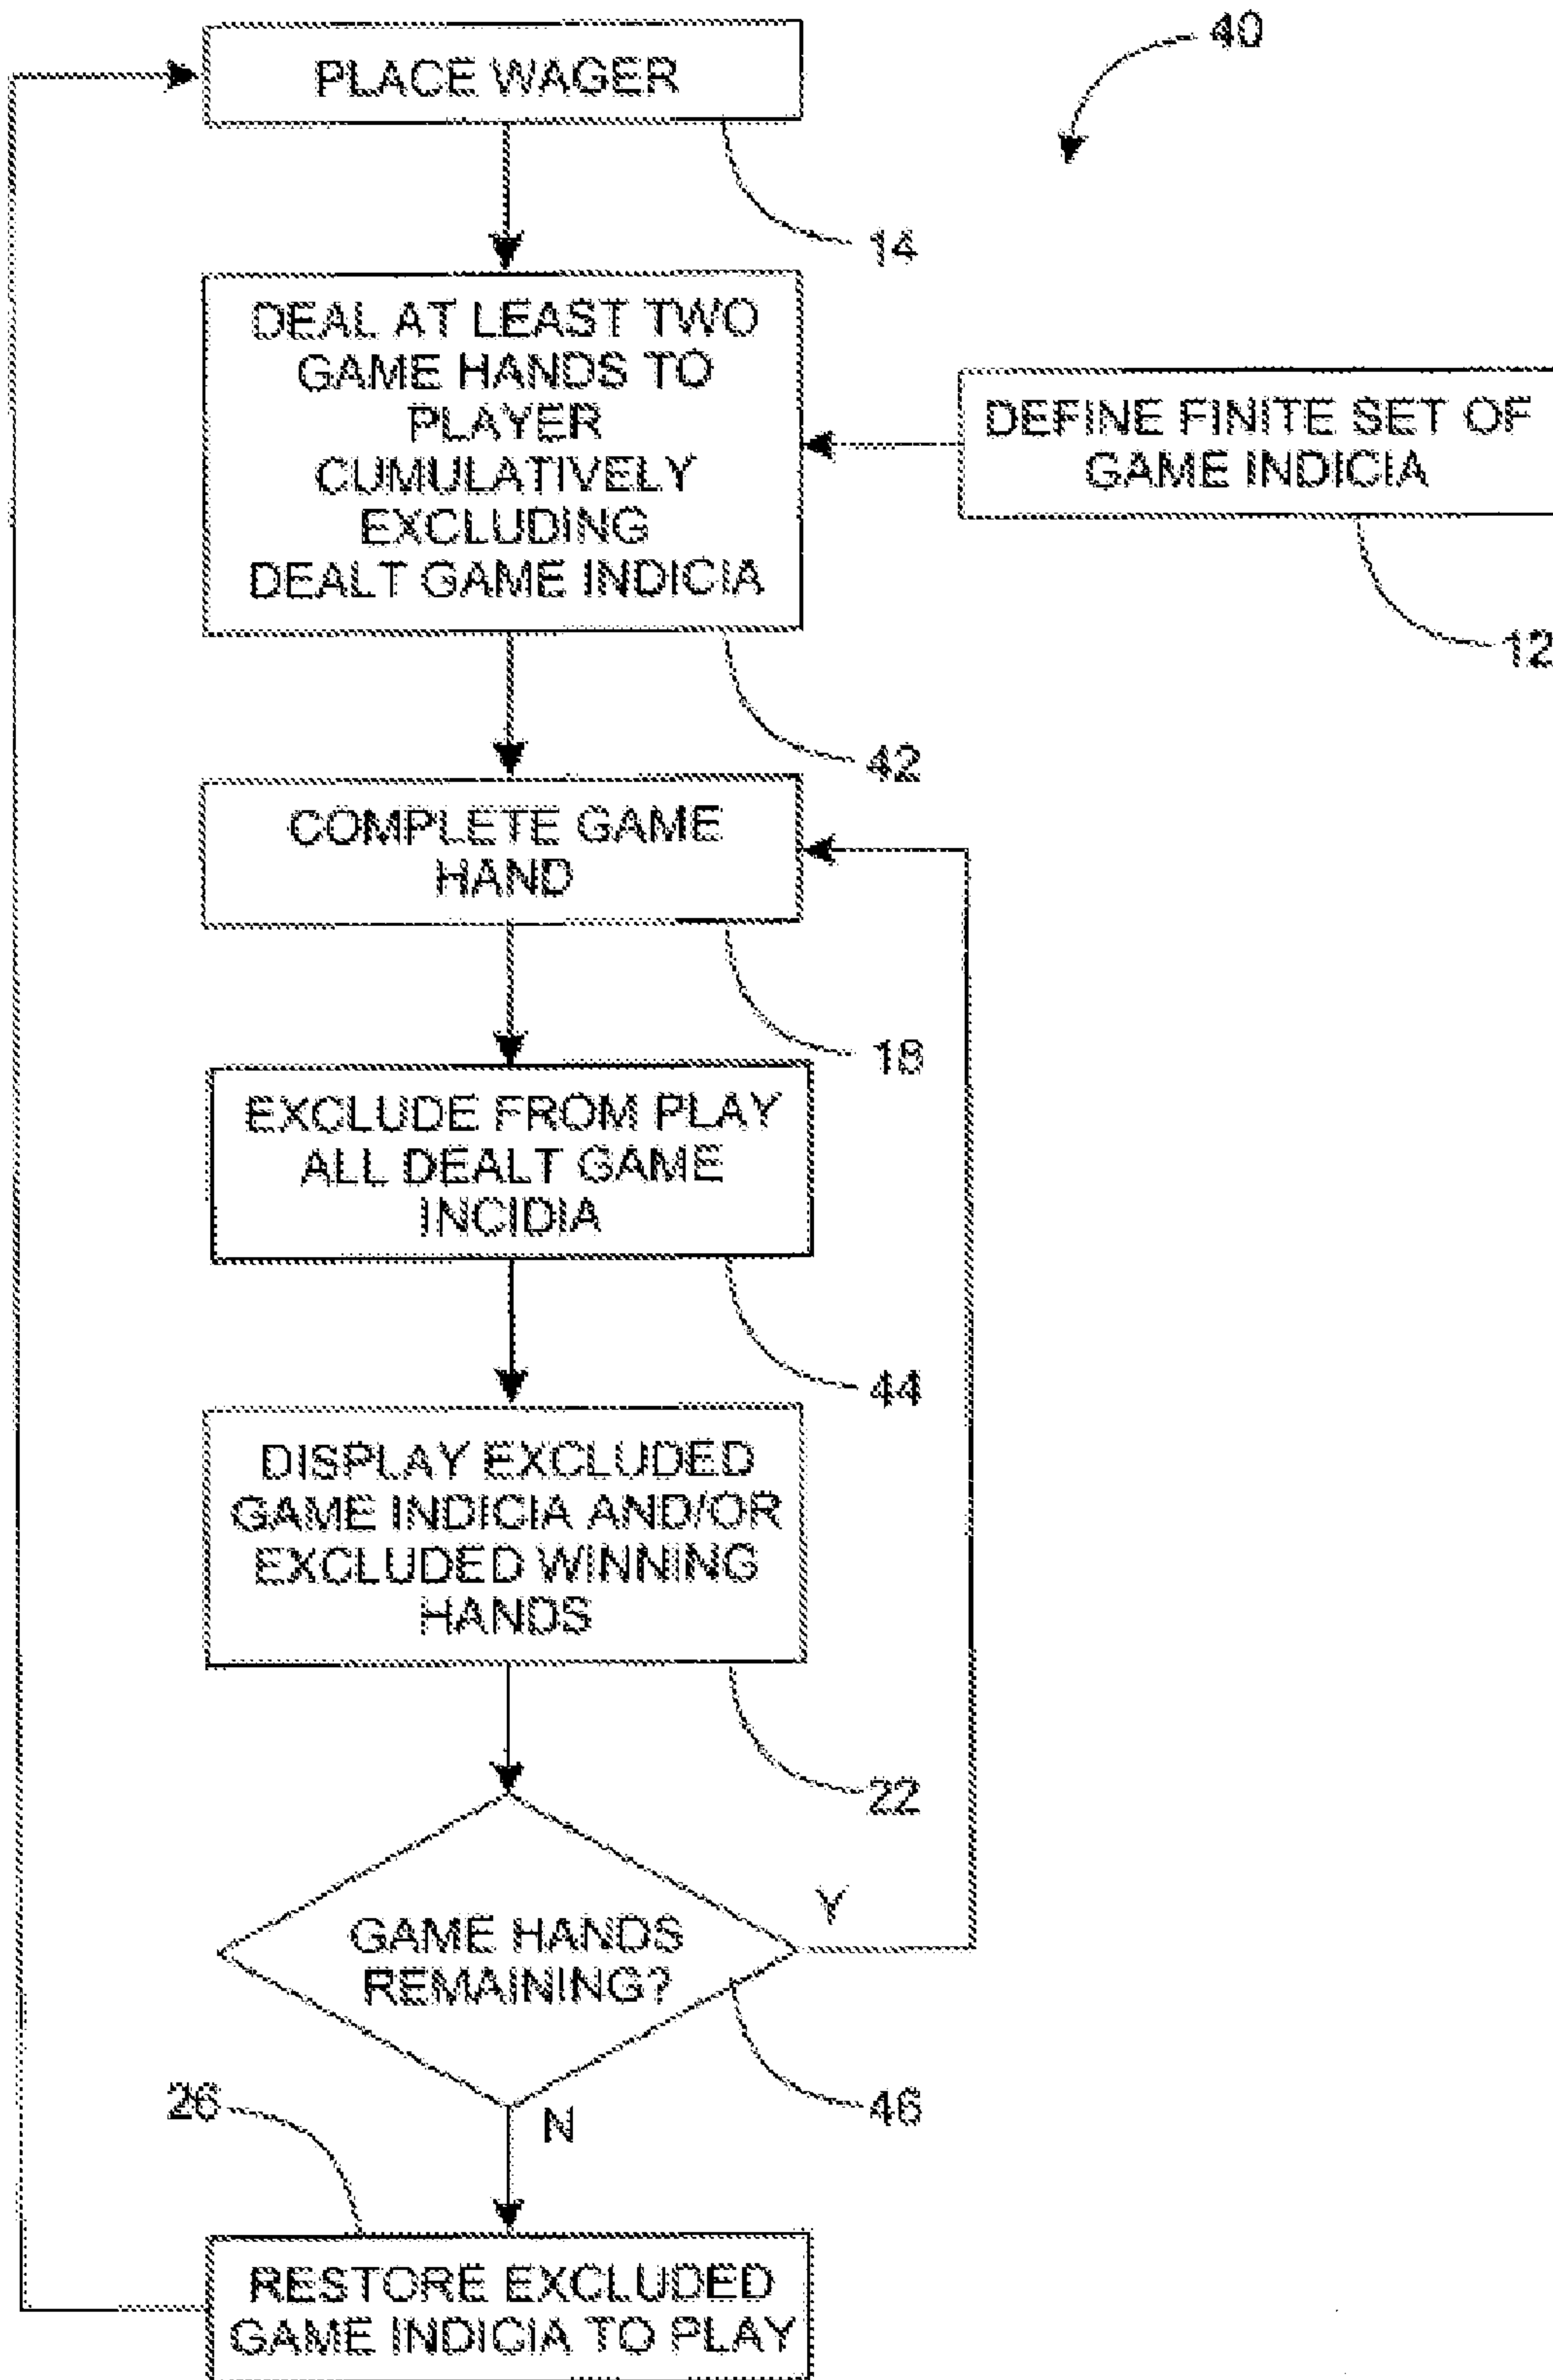 40
PLACE WAGER
14
DEAL AT LEAST TWO
GAME HANDS TO
PLAYER
CUMULATIVELY
EXCLUDING
DEALT GAME INDICIA
DEFINE FINITE SET OF
GAME INDICIA
12
42
COMPLETE GAME
HAND
18
EXCLUDE FROM PLAY
ALL DEALT GAME
INCIDIA
44
DISPLAY EXCLUDED
GAME INDICIA AND/OR
EXCLUDED WINNING
HANDS
22
Y
GAME HANDS
REMAINING?
46
26
N
RESTORE EXCLUDED
GAME INDICIA TO PLAY